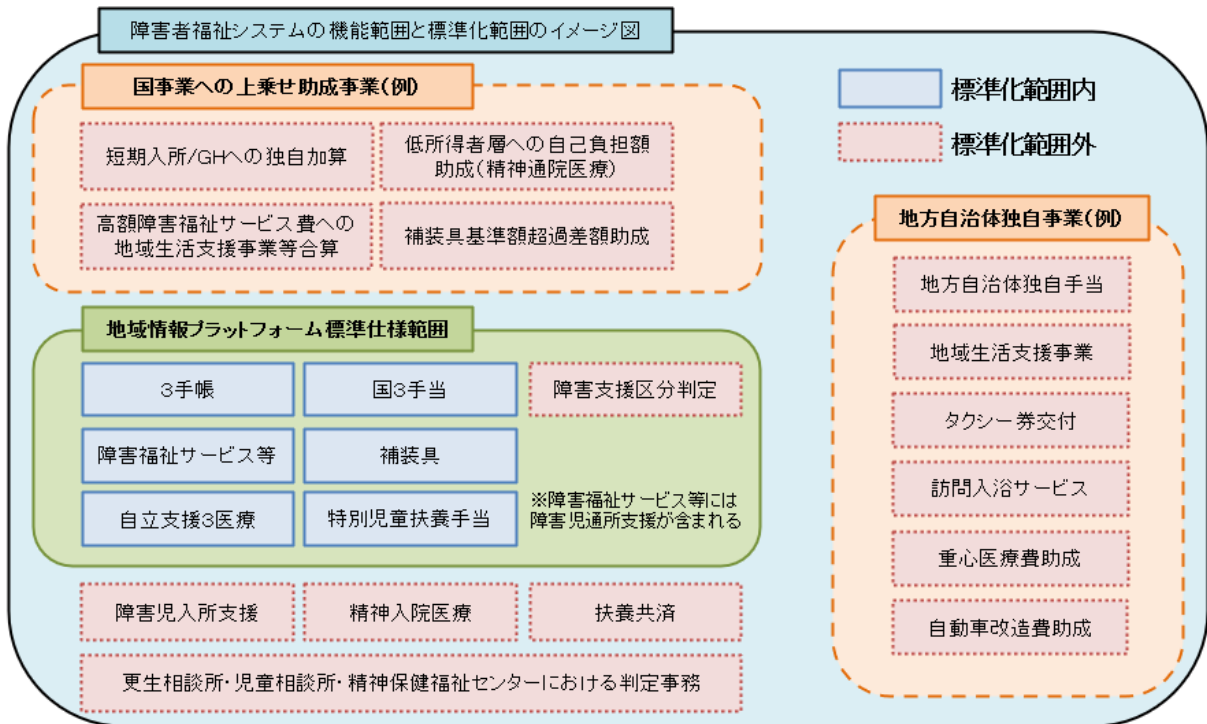 障害者福祉システムの機能範囲と標準化範囲のイメージ図
国事業への上乗せ助成事業(例)
短期入所/GHへの独自加算
低所得者層への自己負担額
助成(精神通院医療)
高額障害福祉サービス費への
地域生活支援事業等合算
補装具基準額超過差額助成
標準化範囲内
標準化範囲外
地域情報プラットフォーム標準仕様範囲
3手帳
国3手当
障害支援区分判定
障害福祉サービス等
補装具
自立支援3医療
特別児童扶養手当
※障害福祉サービス等には
障害児通所支援が含まれる
障害児入所支援
精神入院医療
扶養共済
更生相談所・児童相談所・精神保健福祉センターにおける判定事務
地方自治体独自事業(例)
地方自治体独自手当
地域生活支援事業
タクシー券交付
訪問入浴サービス
重心医療費助成
自動車改造費助成